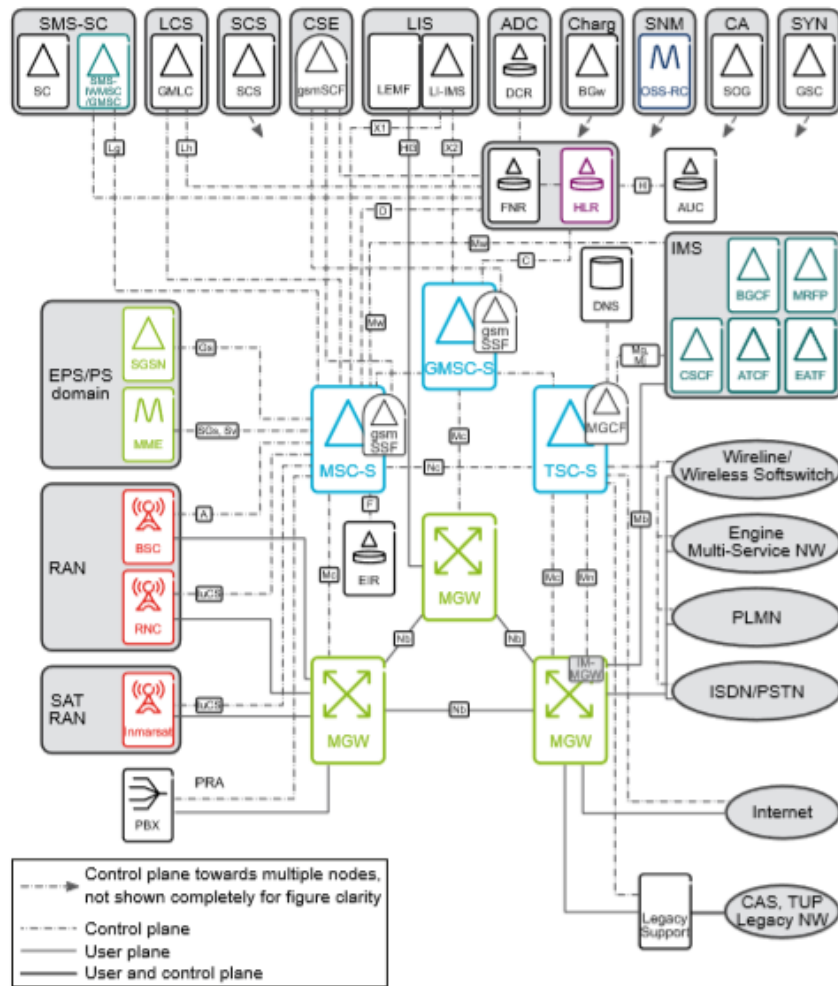 SMS-SC
LCS
SCS
CSE
LIS
ADC
Charg
SNM
CA
SYN
SC
SMS-
IWMSC
/GMSC
GMLC
SCS
gsmSCF
LEMF
LI-IMS
DCR
BGw
OSS-RC
SOG
GSC
Lg
Lh
X1
HI3
X2
FNR
HLR
H
AUC
D
Mw
C
IMS
BGCF
MRFP
DNS
Mw
gsm
SSF
GMSC-S
Mg,
Mj
CSCF
ATCF
EATF
EPS/PS
domain
SGSN
Gs
MME
SGs, Sv
gsm
SSF
MSC-S
Mc
Nc
MGCF
TSC-S
Wireline/
Wireless Softswitch
RAN
BSC
A
F
EIR
Mb
Engine
Multi-Service NW
RNC
IuCS
Mc
MGW
Mc
Mn
PLMN
Nb
Nb
SAT
RAN
Inmarsat
IuCS
MGW
Nb
IM-
MGW
MGW
ISDN/PSTN
PBX
PRA
Internet
Legacy
Support
CAS, TUP
Legacy NW
Control plane towards multiple nodes,
not shown completely for figure clarity
Control plane
User plane
User and control plane